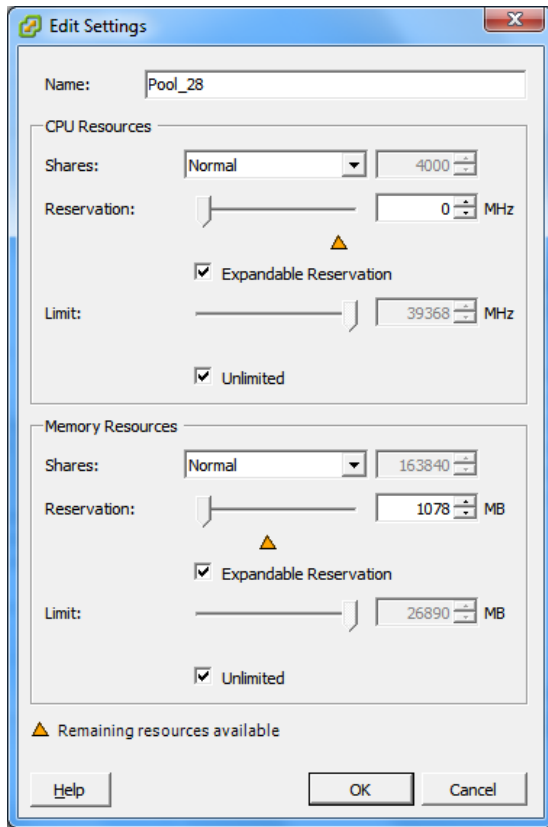 Edit Settings
Name: Pool_28
CPU Resources
Shares: Normal 4000
Reservation: 0 MHz
Expandable Reservation
Limit: 39368 MHz
Unlimited
Memory Resources
Shares: Normal 163840
Reservation: 1078 MB
Expandable Reservation
Limit: 26890 MB
Unlimited
Remaining resources available
Help OK Cancel